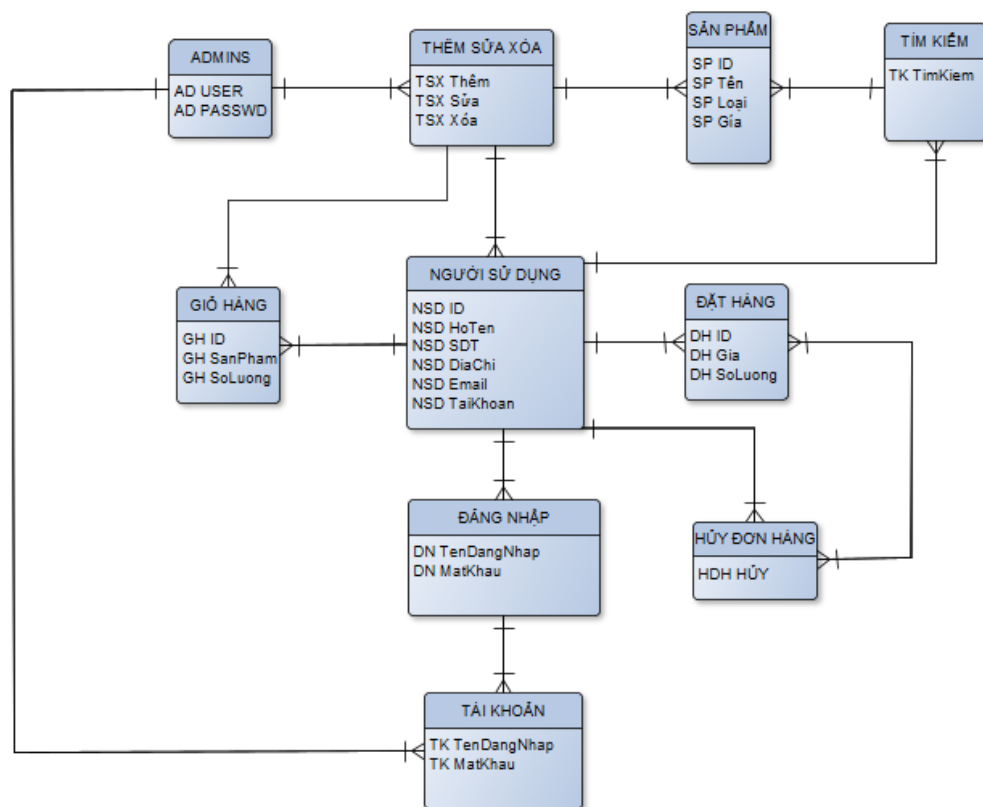 ADMINS
AD USER
AD PASSWD
THÊM SỬA XÓA
TSX Thêm
TSX Sửa
TSX Xóa
SẢN PHẨM
SP ID
SP Tên
SP Loại
SP Gía
TÌM KIẾM
TK TimKiem
GIỎ HÀNG
GH ID
GH SanPham
GH SoLuong
NGƯỜI SỬ DỤNG
NSD ID
NSD HoTen
NSD SDT
NSD DiaChi
NSD Email
NSD TaiKhoan
ĐẶT HÀNG
DH ID
DH Gia
DH SoLuong
ĐĂNG NHẬP
DN TenDangNhap
DN MatKhau
HỦY ĐƠN HÀNG
HDH HỦY
TÀI KHOẢN
TK TenDangNhap
TK MatKhau